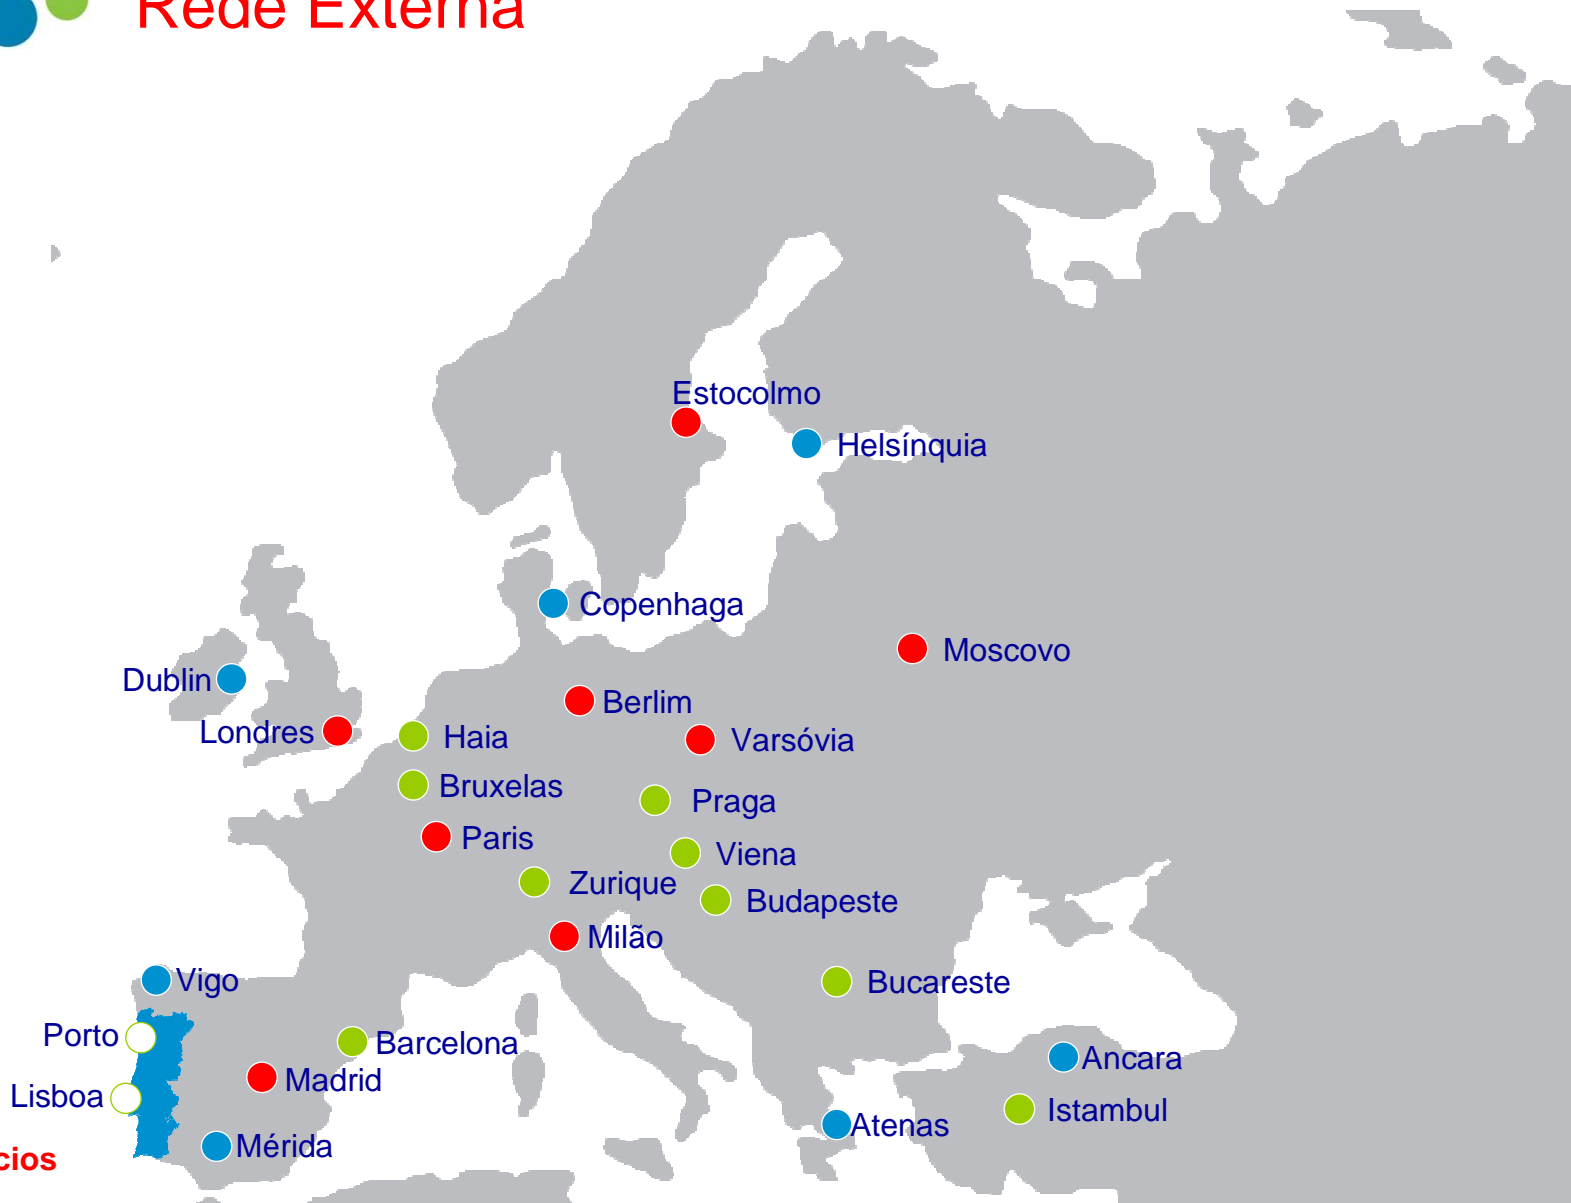 Rede Externa
Estocolmo
Helsínquia
Copenhaga
Moscovo
Dublin
Berlim
Londres
Haia
Varsóvia
Bruxelas
Praga
Paris
Viena
Zurique
Budapeste
Milão
Vigo
Bucareste
Porto
Barcelona
Ancara
Madrid
Lisboa
Istambul
Atenas
Mérida
cios